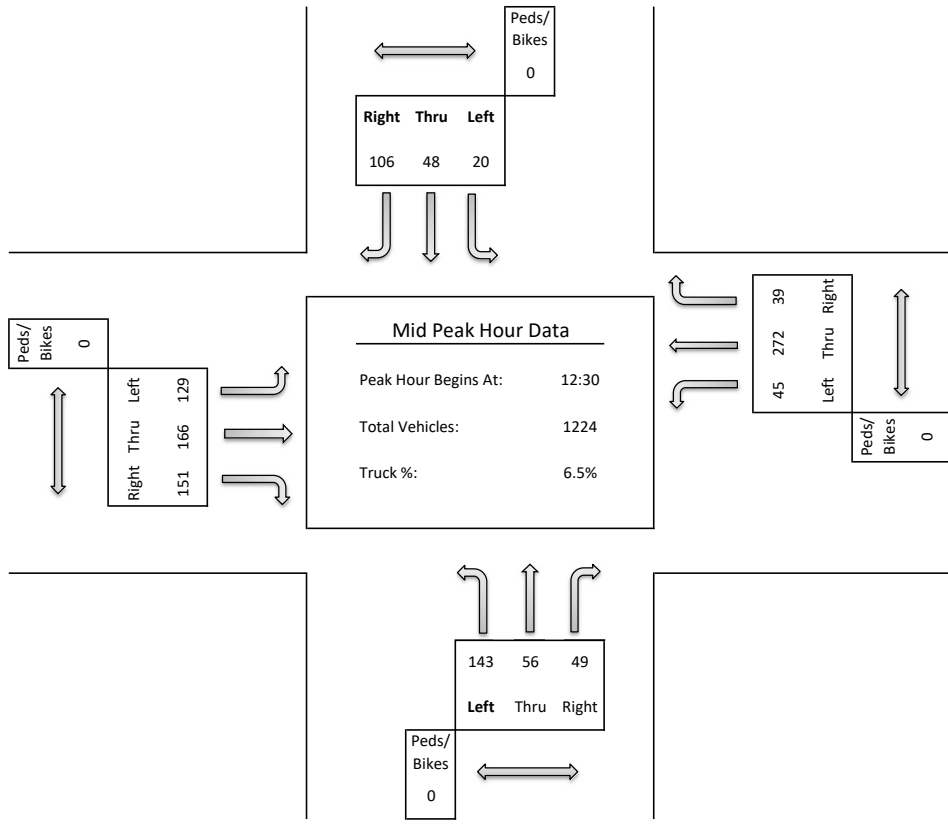 Peds/
Bikes
0
Right Thru Left
106 48 20
Peds/
Bikes
0
Left 129
Thru 166
Right 151
Mid Peak Hour Data
Peak Hour Begins At: 12:30
Total Vehicles: 1224
Truck %: 6.5%
39 Right
272 Thru
45 Left
Peds/
Bikes
0
143 56 49
Left Thru Right
Peds/
Bikes
0